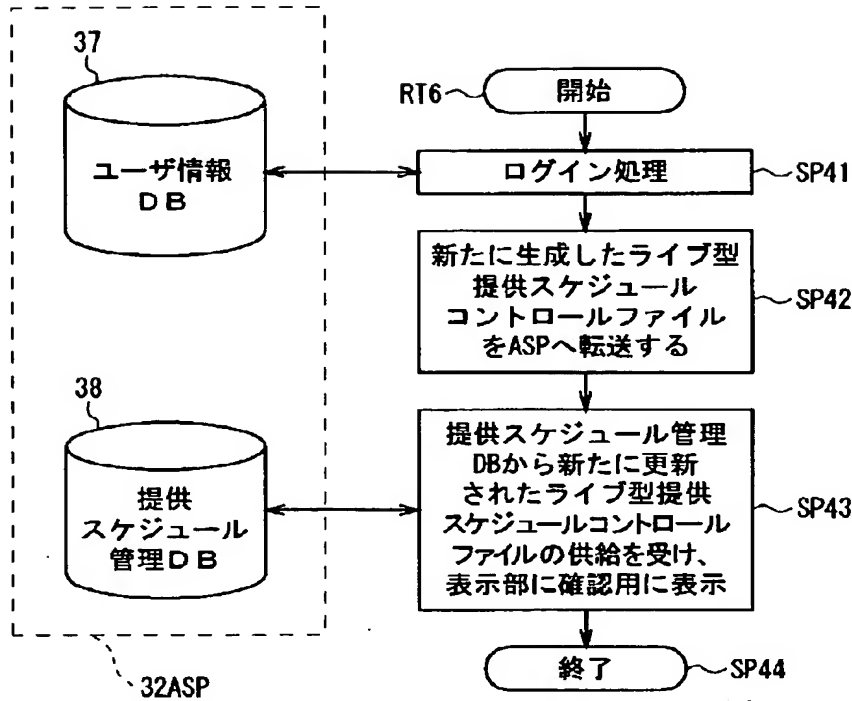 37
ユーザ情報
DB
38
提供
スケジュール
管理DB
32ASP
RT6
開始
ログイン処理
SP41
新たに生成したライブ型
提供スケジュール
コントロールファイル
をASPへ転送する
SP42
提供スケジュール管理
DBから新たに更新
されたライブ型提供
スケジュールコントロール
ファイルの供給を受け、
表示部に確認用に表示
SP43
終了
SP44